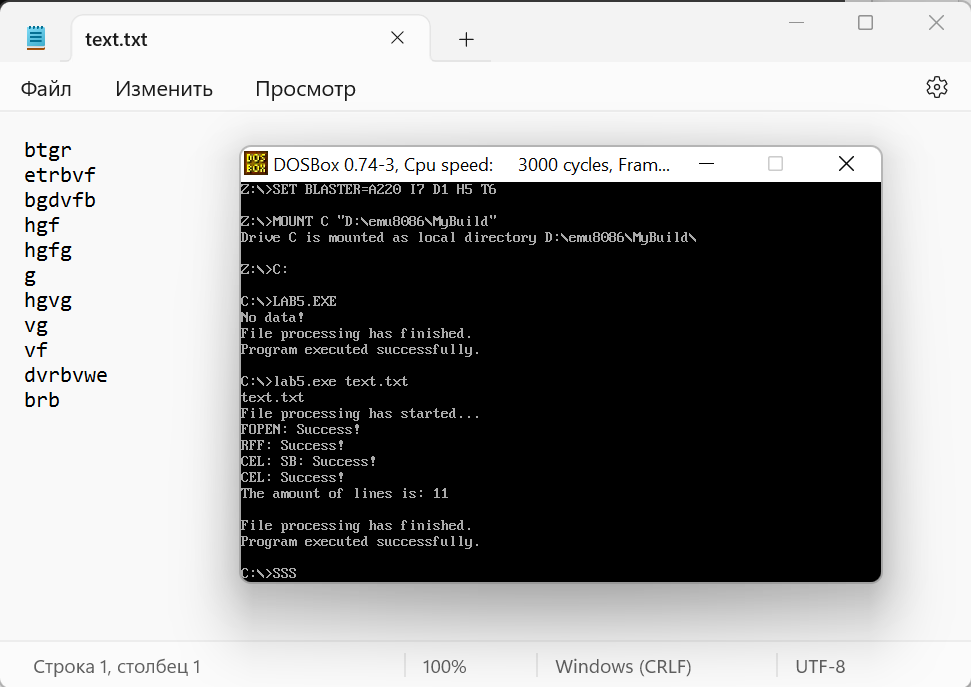 text.txt
Файл Изменить Просмотр
btgr
etrbvf
bgdvfb
hgf
hgfg
g
hgvg
vg
vf
dvrbvwe
brb
DOS BOX DOSBox 0.74-3, Cpu speed: 3000 cycles, Fram...
Z:\>SET BLASTER=A220 I7 D1 H5 T6
Z:\>MOUNT C "D:\emu8086\MyBuild"
Drive C is mounted as local directory D:\emu8086\MyBuild\
Z:\>C:
C:\>LAB5.EXE
No data!
File processing has finished.
Program executed successfully.
C:\>lab5.exe text.txt
text.txt
File processing has started...
FOPEN: Success!
RFF: Success!
CEL: SB: Success!
CEL: Success!
The amount of lines is: 11
File processing has finished.
Program executed successfully.
C:\>SSS
Строка 1, столбец 1 100% Windows (CRLF) UTF-8